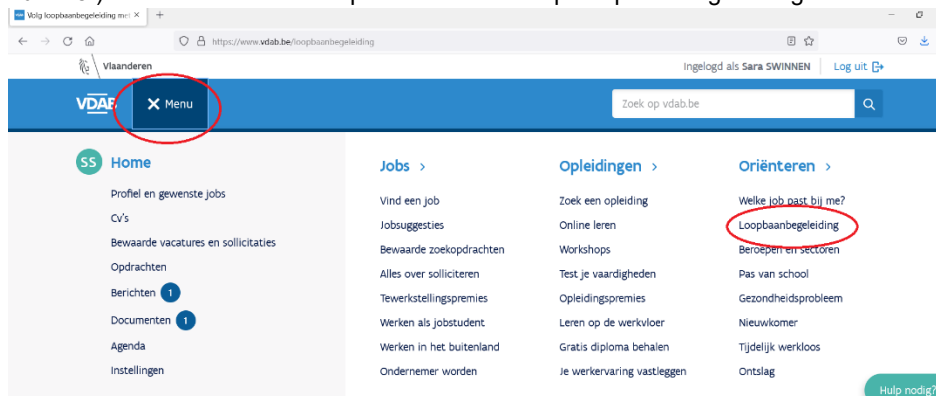 Volg loopbaanbegeleiding met
https://www.vdab.be/loopbaanbegeleiding
Vlaanderen
Ingelogd als Sara SWINNEN
Log uit
VDAB
Menu
Zoek op vdab.be
SS
Home
Profiel en gewenste jobs
Cv's
Bewaarde vacatures en sollicitaties
Opdrachten
Berichten 1
Documenten 1
Agenda
Instellingen
Jobs >
Vind een job
Jobsuggesties
Bewaarde zoekopdrachten
Alles over solliciteren
Tewerkstellingspremies
Werken als jobstudent
Werken in het buitenland
Ondernemer worden
Opleidingen >
Zoek een opleiding
Online leren
Workshops
Test je vaardigheden
Opleidingspremies
Leren op de werkvloer
Gratis diploma behalen
Je werkervaring vastleggen
Oriënteren >
Welke job past bij me?
Loopbaanbegeleiding
Beroepen en sectoren
Pas van school
Gezondheidsprobleem
Nieuwkomer
Tijdelijk werkloos
Ontslag
Hulp nodig?